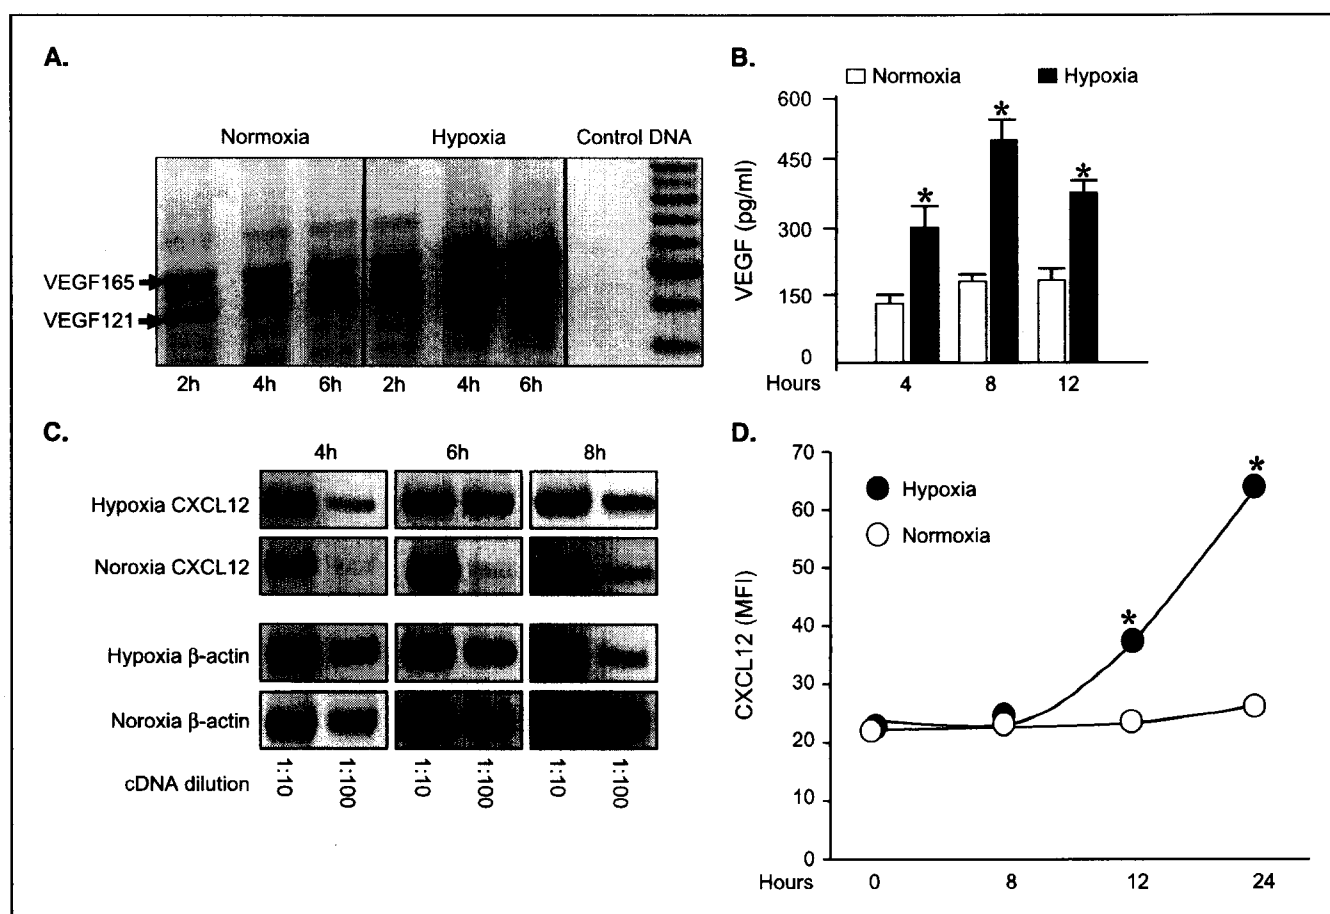 A.
Normoxia Hypoxia Control DNA
VEGF165
VEGF121
2h 4h 6h 2h 4h 6h
B.
Normoxia Hypoxia
VEGF (pg/ml)
600
450
300
150
0
* * *
Hours 4 8 12
C.
4h 6h 8h
Hypoxia CXCL12
Noroxia CXCL12
Hypoxia β-actin
Noroxia β-actin
cDNA dilution 1:10 1:100 1:10 1:100 1:10 1:100
D.
Hypoxia
Normoxia
CXCL12 (MFI)
70
60
50
40
30
20
10
0
* *
Hours 0 8 12 24